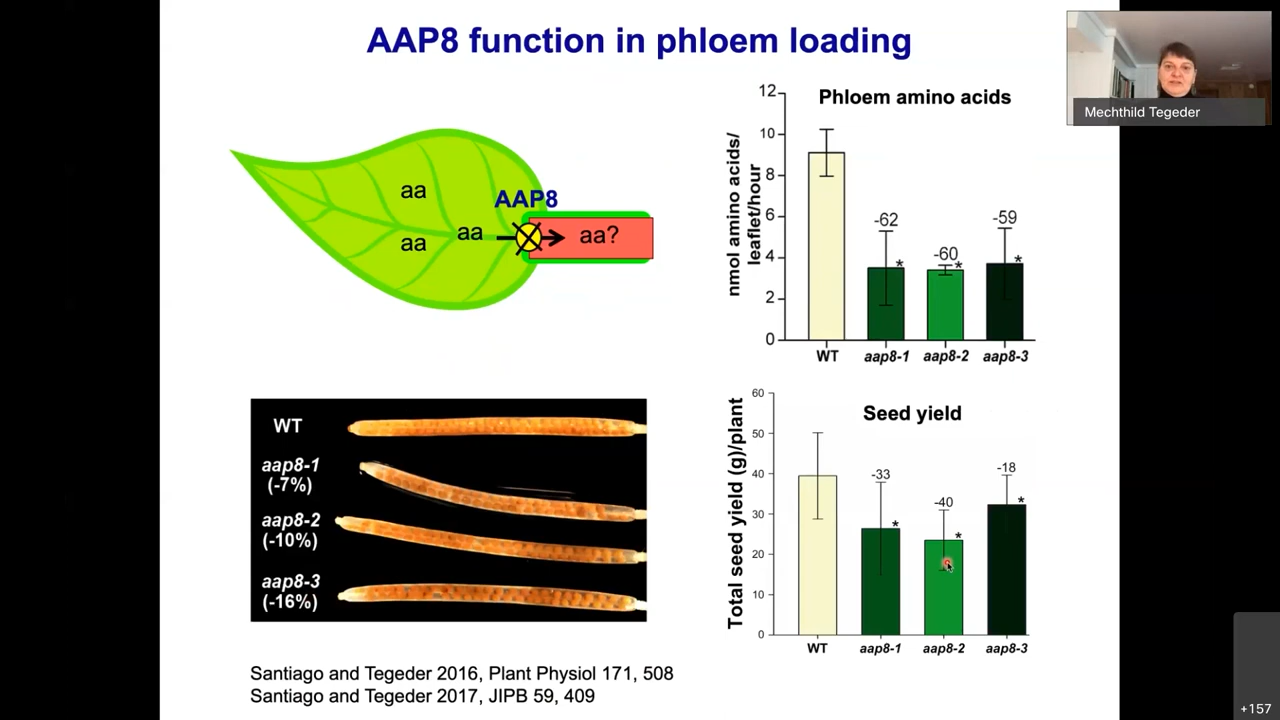 AAP8 function in phloem loading
Mechthild Tegeder
aa
aa
aa
AAP8
aa?
Phloem amino acids
nmol amino acids/
leaflet/hour
12
10
8
6
4
2
0
-62
*
-60
*
-59
*
WT
aap8-1
aap8-2
aap8-3
WT
aap8-1
(-7%)
aap8-2
(-10%)
aap8-3
(-16%)
Seed yield
Total seed yield (g)/plant
60
50
40
30
20
10
0
-33
*
-40
*
-18
*
WT
aap8-1
aap8-2
aap8-3
Santiago and Tegeder 2016, Plant Physiol 171, 508
Santiago and Tegeder 2017, JIPB 59, 409
+157